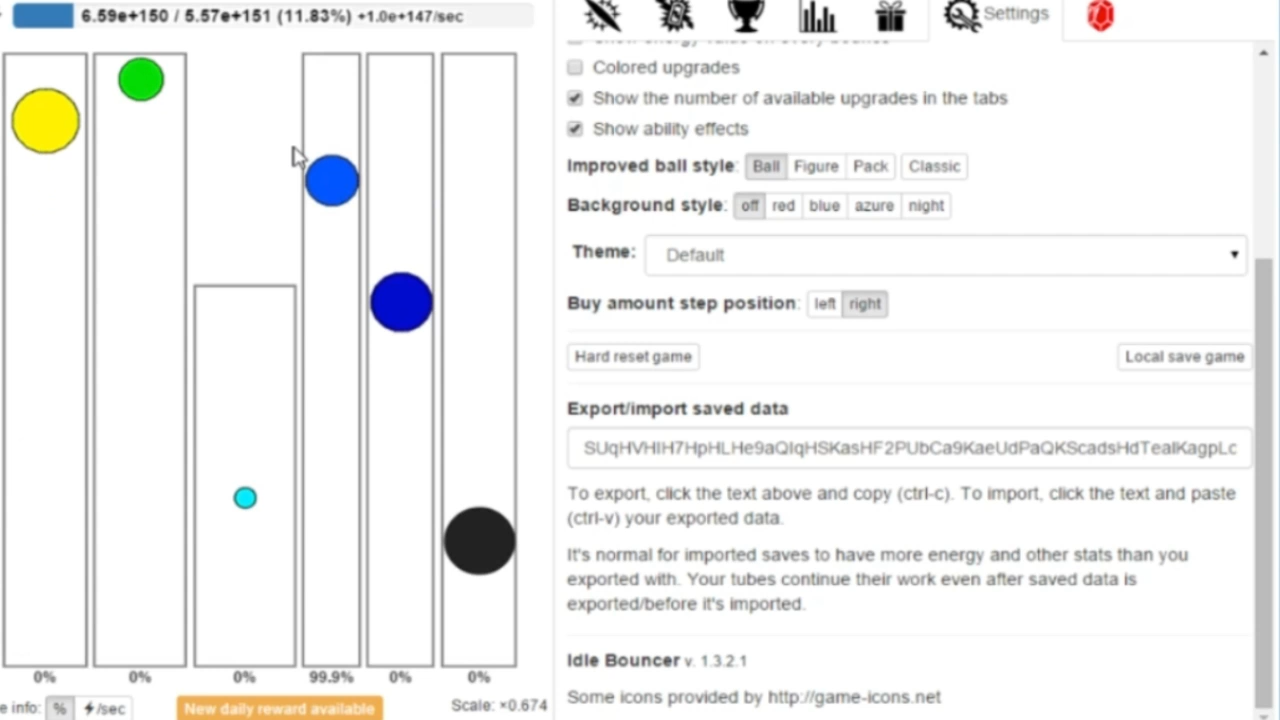 6.59e+150 / 5.57e+151 (11.83%) +1.0e+147/sec
Settings
Show energy value on every bounce
Colored upgrades
Show the number of available upgrades in the tabs
Show ability effects
Improved ball style: Ball Figure Pack Classic
Background style: off red blue azure night
Theme: Default
Buy amount step position: left right
Hard reset game Local save game
Export/import saved data
SUqHVHIH7HpHLHe9aQIqHSKasHF2PUbCa9KaeUdPaQKScadsHdTealKagpLc
To export, click the text above and copy (ctrl-c). To import, click the text and paste
(ctrl-v) your exported data.
It's normal for imported saves to have more energy and other stats than you
exported with. Your tubes continue their work even after saved data is
exported/before it's imported.
Idle Bouncer v. 1.3.2.1
Some icons provided by http://game-icons.net
0% 0% 0% 99.9% 0% 0%
e info: % /sec New daily reward available Scale: ×0.674